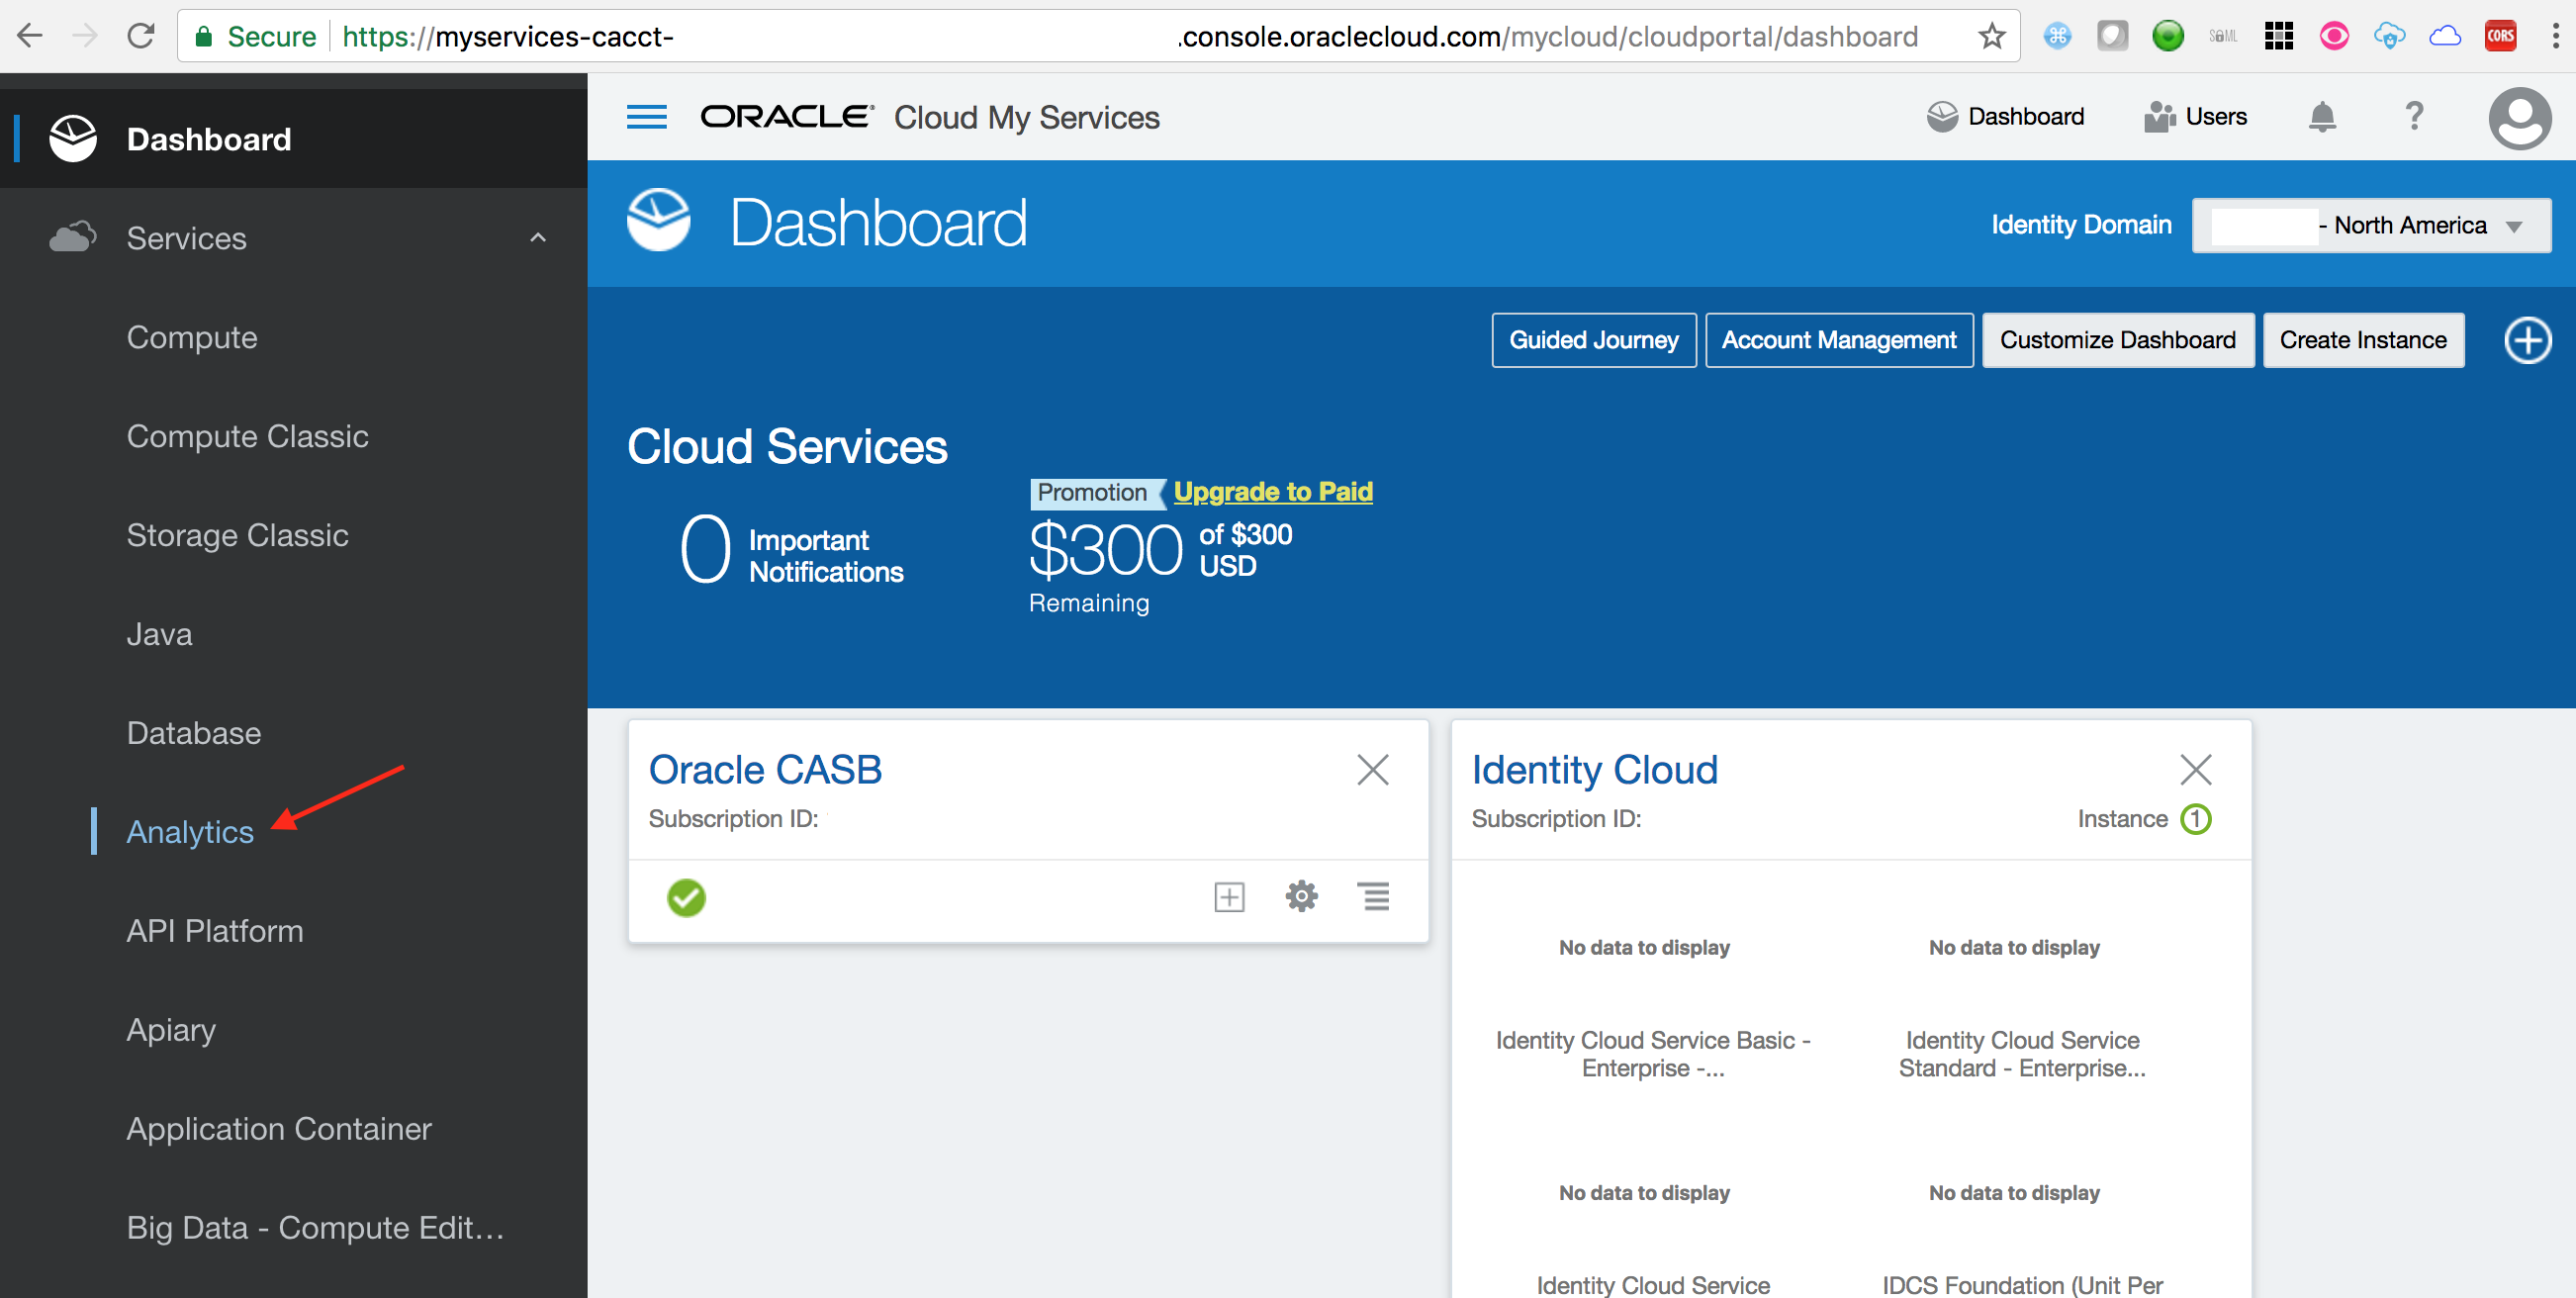 Secure https://myservices-cacct- .console.oraclecloud.com/mycloud/cloudportal/dashboard
SAML
CORS
Dashboard
Services
Compute
Compute Classic
Storage Classic
Java
Database
Analytics
API Platform
Apiary
Application Container
Big Data - Compute Edit...
ORACLE Cloud My Services
Dashboard
Users
?
Dashboard
Identity Domain
- North America
Guided Journey
Account Management
Customize Dashboard
Create Instance
Cloud Services
0 Important
Notifications
Promotion Upgrade to Paid
$300 of $300
USD
Remaining
Oracle CASB
Subscription ID:
Identity Cloud
Subscription ID:
Instance 1
No data to display
No data to display
Identity Cloud Service Basic -
Enterprise -...
Identity Cloud Service
Standard - Enterprise...
No data to display
No data to display
Identity Cloud Service
IDCS Foundation (Unit Per